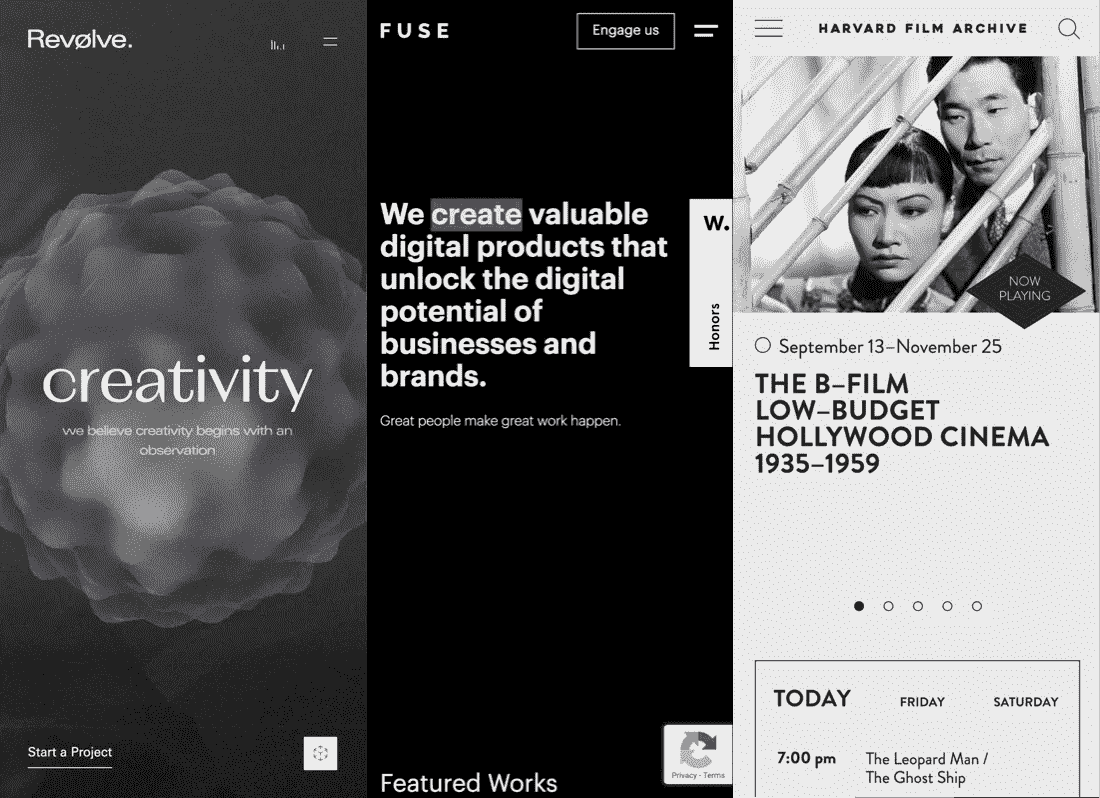 Revølve.
creativity
we believe creativity begins with an
observation
Start a Project
FUSE
Engage us
We create valuable
digital products that
unlock the digital
potential of
businesses and
brands.
Great people make great work happen.
W.
Honors
Featured Works
Privacy - Terms
HARVARD FILM ARCHIVE
NOW
PLAYING
September 13–November 25
THE B–FILM
LOW–BUDGET
HOLLYWOOD CINEMA
1935–1959
TODAY FRIDAY SATURDAY
7:00 pm The Leopard Man /
The Ghost Ship